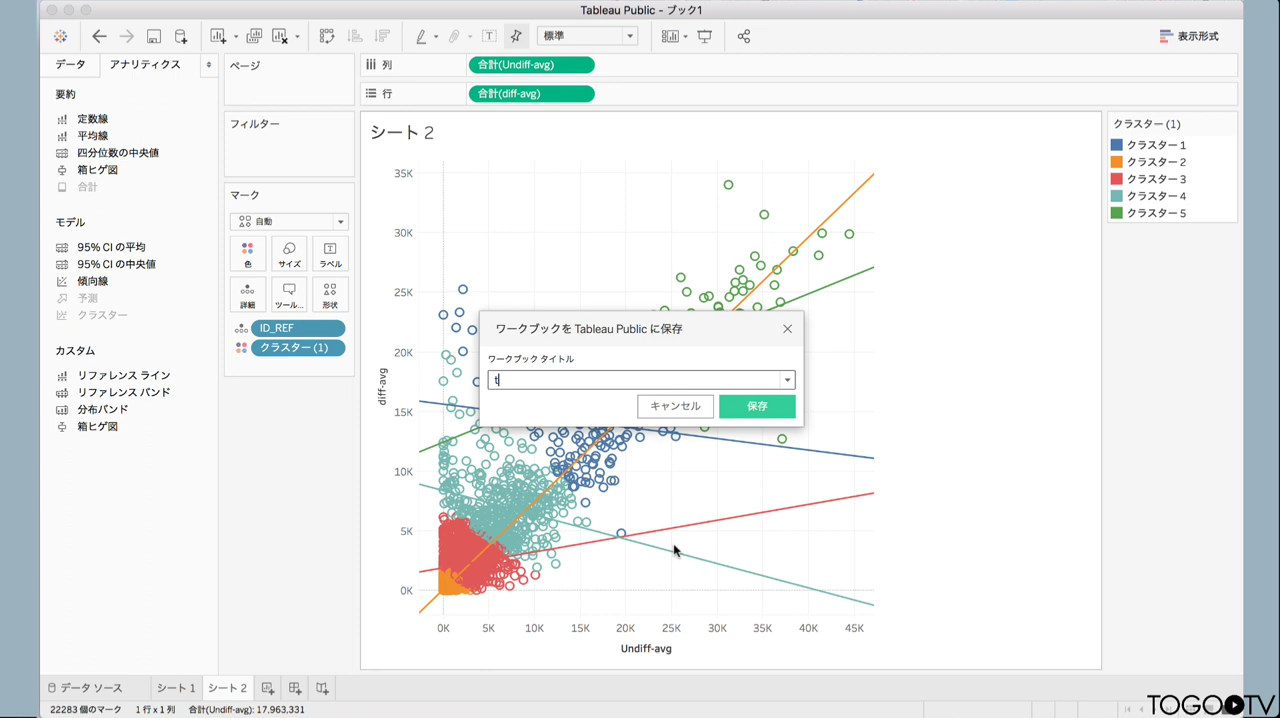 Tableau Public - ブック1
標準
表示形式
データ
アナリティクス
要約
定数線
平均線
四分位数の中央値
箱ヒゲ図
合計
モデル
95% CI の平均
95% CI の中央値
傾向線
予測
クラスター
カスタム
リファレンス ライン
リファレンス バンド
分布バンド
箱ヒゲ図
ページ
フィルター
マーク
自動
色
サイズ
ラベル
詳細
ツール...
形状
ID_REF
クラスター (1)
列
合計(Undiff-avg)
行
合計(diff-avg)
シート 2
35K
30K
25K
20K
15K
10K
5K
0K
diff-avg
0K 5K 10K 15K 20K 25K 30K 35K 40K 45K
Undiff-avg
ワークブックを Tableau Public に保存
ワークブック タイトル
t
キャンセル
保存
クラスター (1)
クラスター 1
クラスター 2
クラスター 3
クラスター 4
クラスター 5
データ ソース
シート 1
シート 2
22283 個のマーク
1 行 x 1 列
合計(Undiff-avg): 17,963,331
TOGOTV